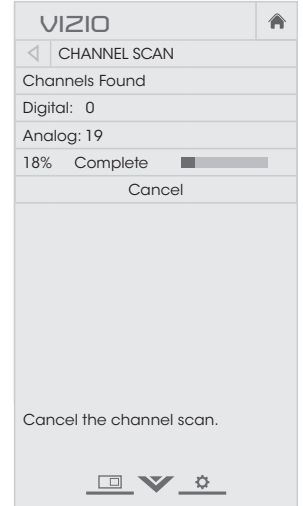 VIZIO
CHANNEL SCAN
Channels Found
Digital: 0
Analog: 19
18% Complete
Cancel
Cancel the channel scan.